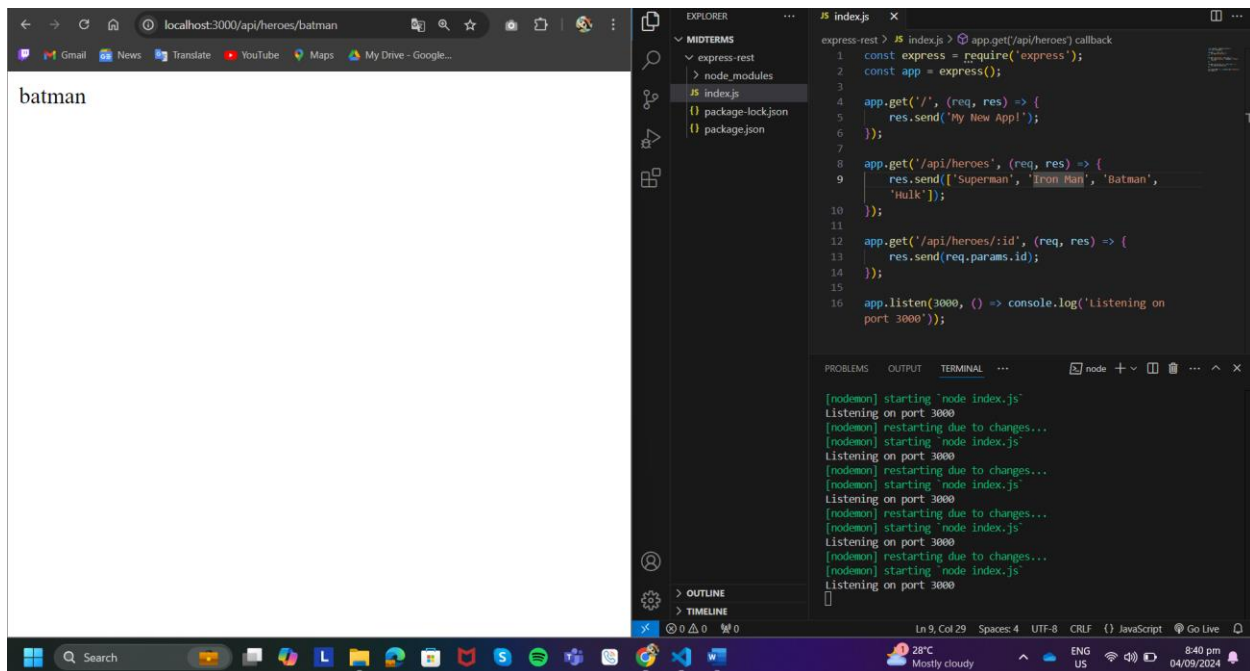 localhost:3000/api/heroes/batman
Gmail News Translate YouTube Maps My Drive - Google...
batman
EXPLORER
MIDTERMS
express-rest
node_modules
JS index.js
{} package-lock.json
{} package.json
OUTLINE
TIMELINE
JS index.js
express-rest > JS index.js > app.get('/api/heroes') callback
1 const express = require('express');
2 const app = express();
3
4 app.get('/', (req, res) => {
5 res.send('My New App!');
6 });
7
8 app.get('/api/heroes', (req, res) => {
9 res.send(['Superman', 'Iron Man', 'Batman',
'Hulk']);
10 });
11
12 app.get('/api/heroes/:id', (req, res) => {
13 res.send(req.params.id);
14 });
15
16 app.listen(3000, () => console.log('Listening on
port 3000'));
PROBLEMS OUTPUT TERMINAL ... node
[nodemon] starting `node index.js`
Listening on port 3000
[nodemon] restarting due to changes...
[nodemon] starting `node index.js`
Listening on port 3000
[nodemon] restarting due to changes...
[nodemon] starting `node index.js`
Listening on port 3000
[nodemon] restarting due to changes...
[nodemon] starting `node index.js`
Listening on port 3000
[nodemon] restarting due to changes...
[nodemon] starting `node index.js`
Listening on port 3000
0 0 0 Ln 9, Col 29 Spaces: 4 UTF-8 CRLF {} JavaScript Go Live
Search
28°C
Mostly cloudy
ENG
US
8:40 pm
04/09/2024